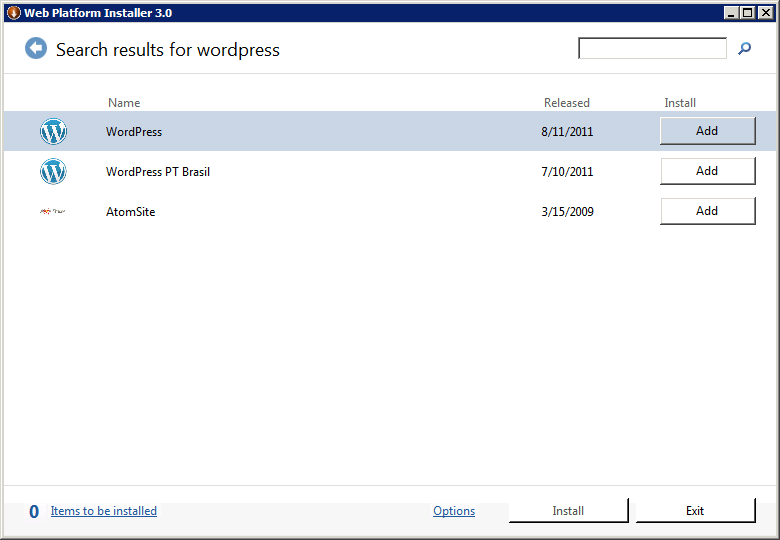 Web Platform Installer 3.0
Search results for wordpress
Name Released Install
WordPress 8/11/2011 Add
WordPress PT Brasil 7/10/2011 Add
AtomSite 3/15/2009 Add
0 Items to be installed Options Install Exit